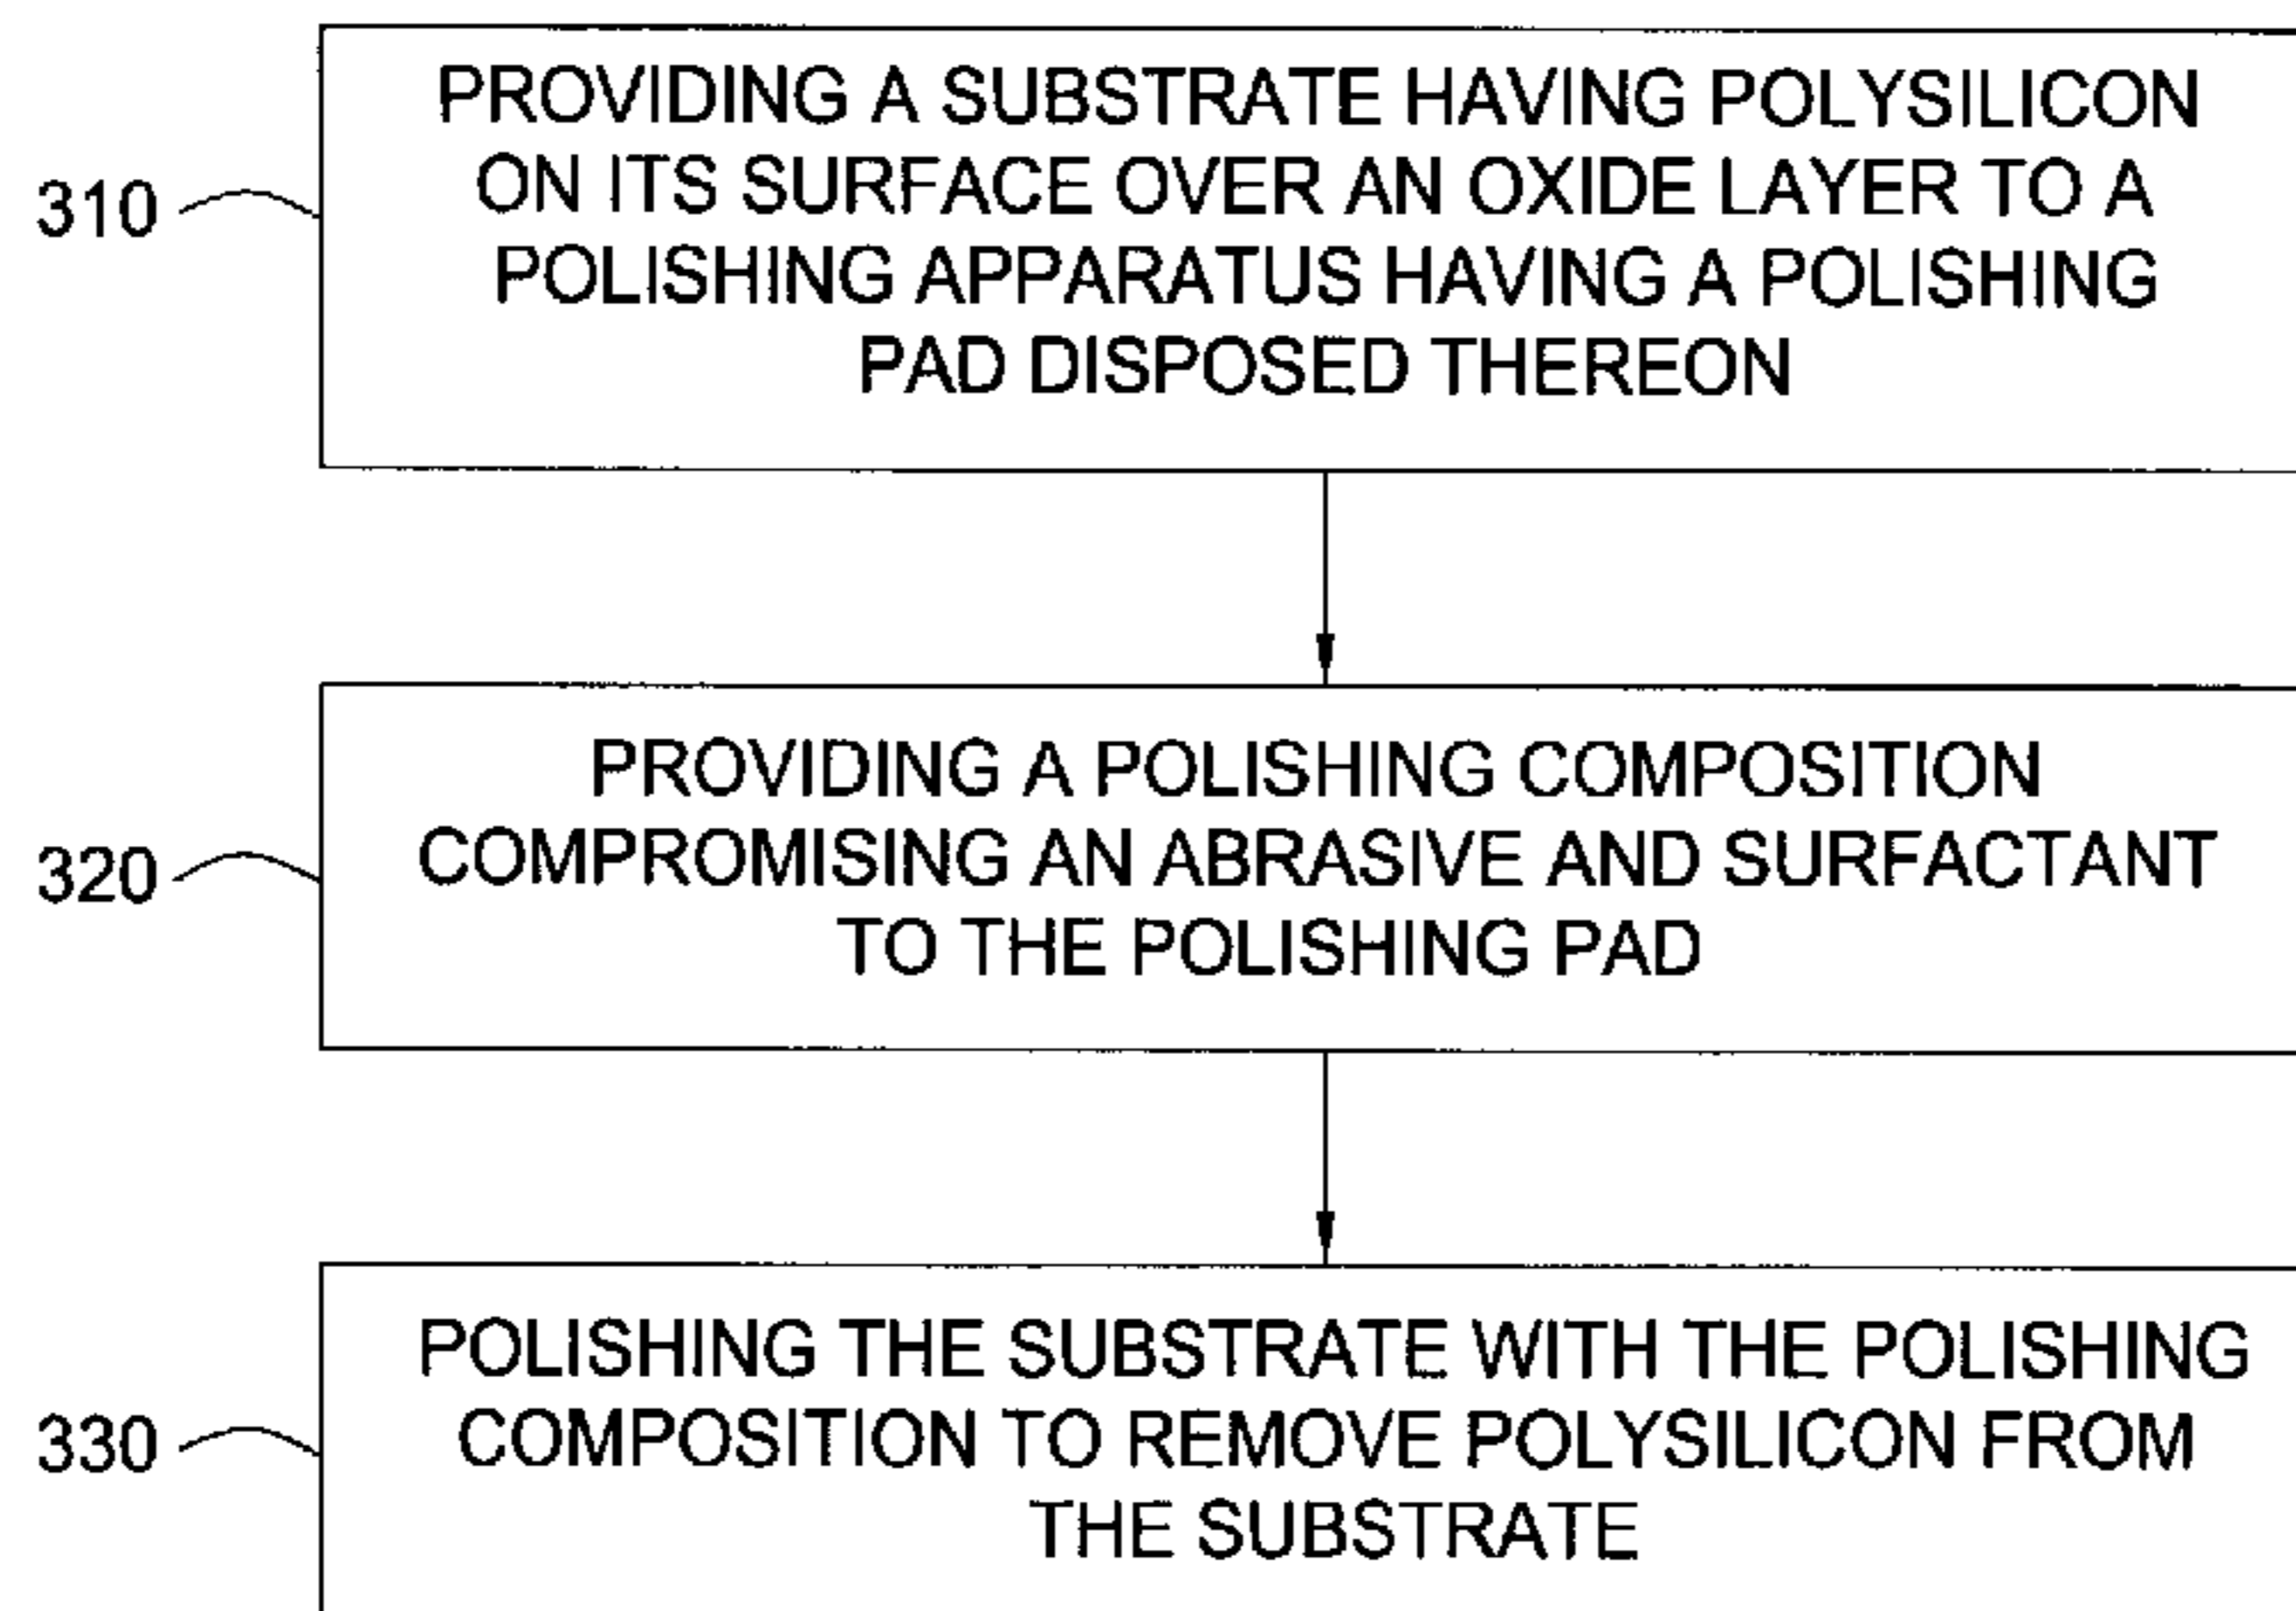 PROVIDING A SUBSTRATE HAVING POLYSILICON
ON ITS SURFACE OVER AN OXIDE LAYER TO A
POLISHING APPARATUS HAVING A POLISHING
PAD DISPOSED THEREON
310
PROVIDING A POLISHING COMPOSITION
COMPROMISING AN ABRASIVE AND SURFACTANT
TO THE POLISHING PAD
320
POLISHING THE SUBSTRATE WITH THE POLISHING
COMPOSITION TO REMOVE POLYSILICON FROM
THE SUBSTRATE
330